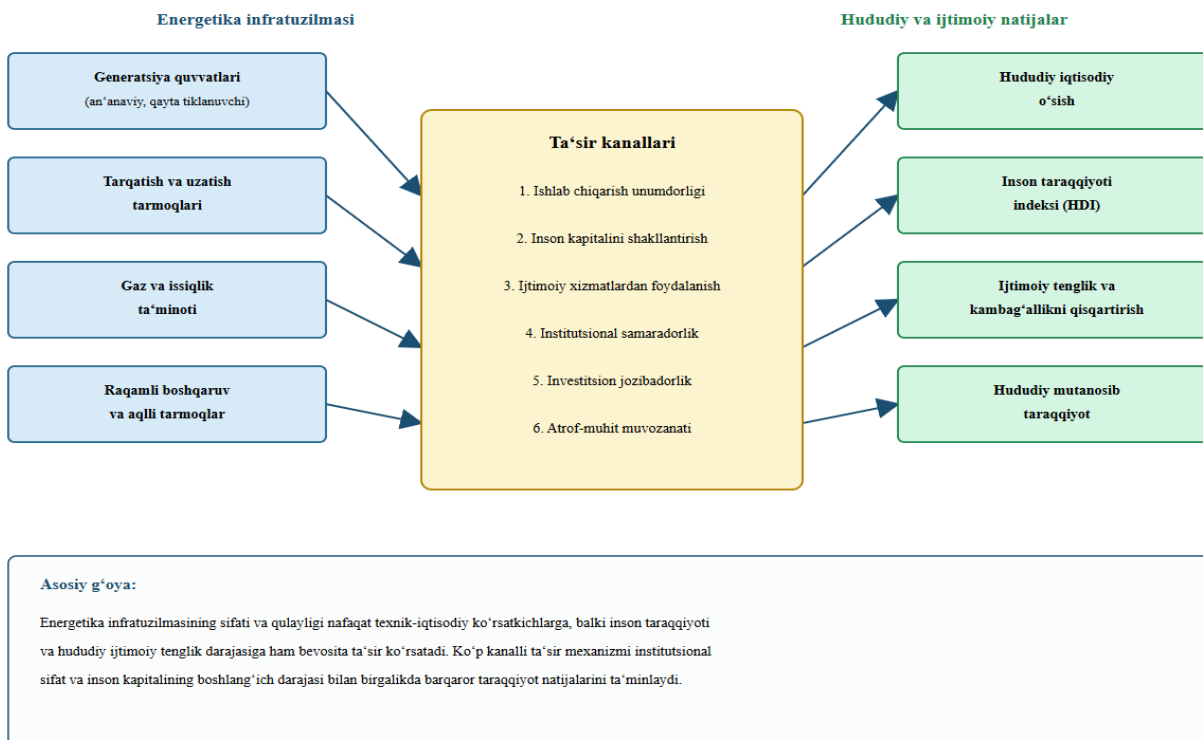 Energetika infratuzilmasi
Hududiy va ijtimoiy natijalar
Generatsiya quvvatlari
(an‘anaviy, qayta tiklanuvchi)
Tarqatish va uzatish
tarmoqlari
Gaz va issiqlik
ta‘minoti
Raqamli boshqaruv
va aqlli tarmoqlar
Ta‘sir kanallari
1. Ishlab chiqarish unumdorligi
2. Inson kapitalini shakllantirish
3. Ijtimoiy xizmatlardan foydalanish
4. Institutsional samaradorlik
5. Investitsion jozibadorlik
6. Atrof-muhit muvozanati
Hududiy iqtisodiy
o‘sish
Inson taraqqiyoti
indeksi (HDI)
Ijtimoiy tenglik va
kambag‘allikni qisqartirish
Hududiy mutanosib
taraqqiyot
Asosiy g‘oya:
Energetika infratuzilmasining sifati va qulayligi nafaqat texnik-iqtisodiy ko‘rsatkichlarga, balki inson taraqqiyoti
va hududiy ijtimoiy tenglik darajasiga ham bevosita ta‘sir ko‘rsatadi. Ko‘p kanalli ta‘sir mexanizmi institutsional
sifat va inson kapitalining boshlang‘ich darajasi bilan birgalikda barqaror taraqqiyot natijalarini ta‘minlaydi.